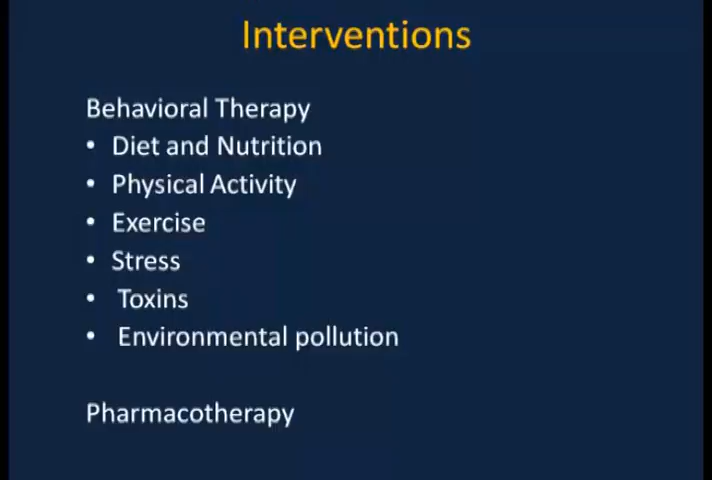 Interventions
Behavioral Therapy
• Diet and Nutrition
• Physical Activity
• Exercise
• Stress
• Toxins
• Environmental pollution
Pharmacotherapy